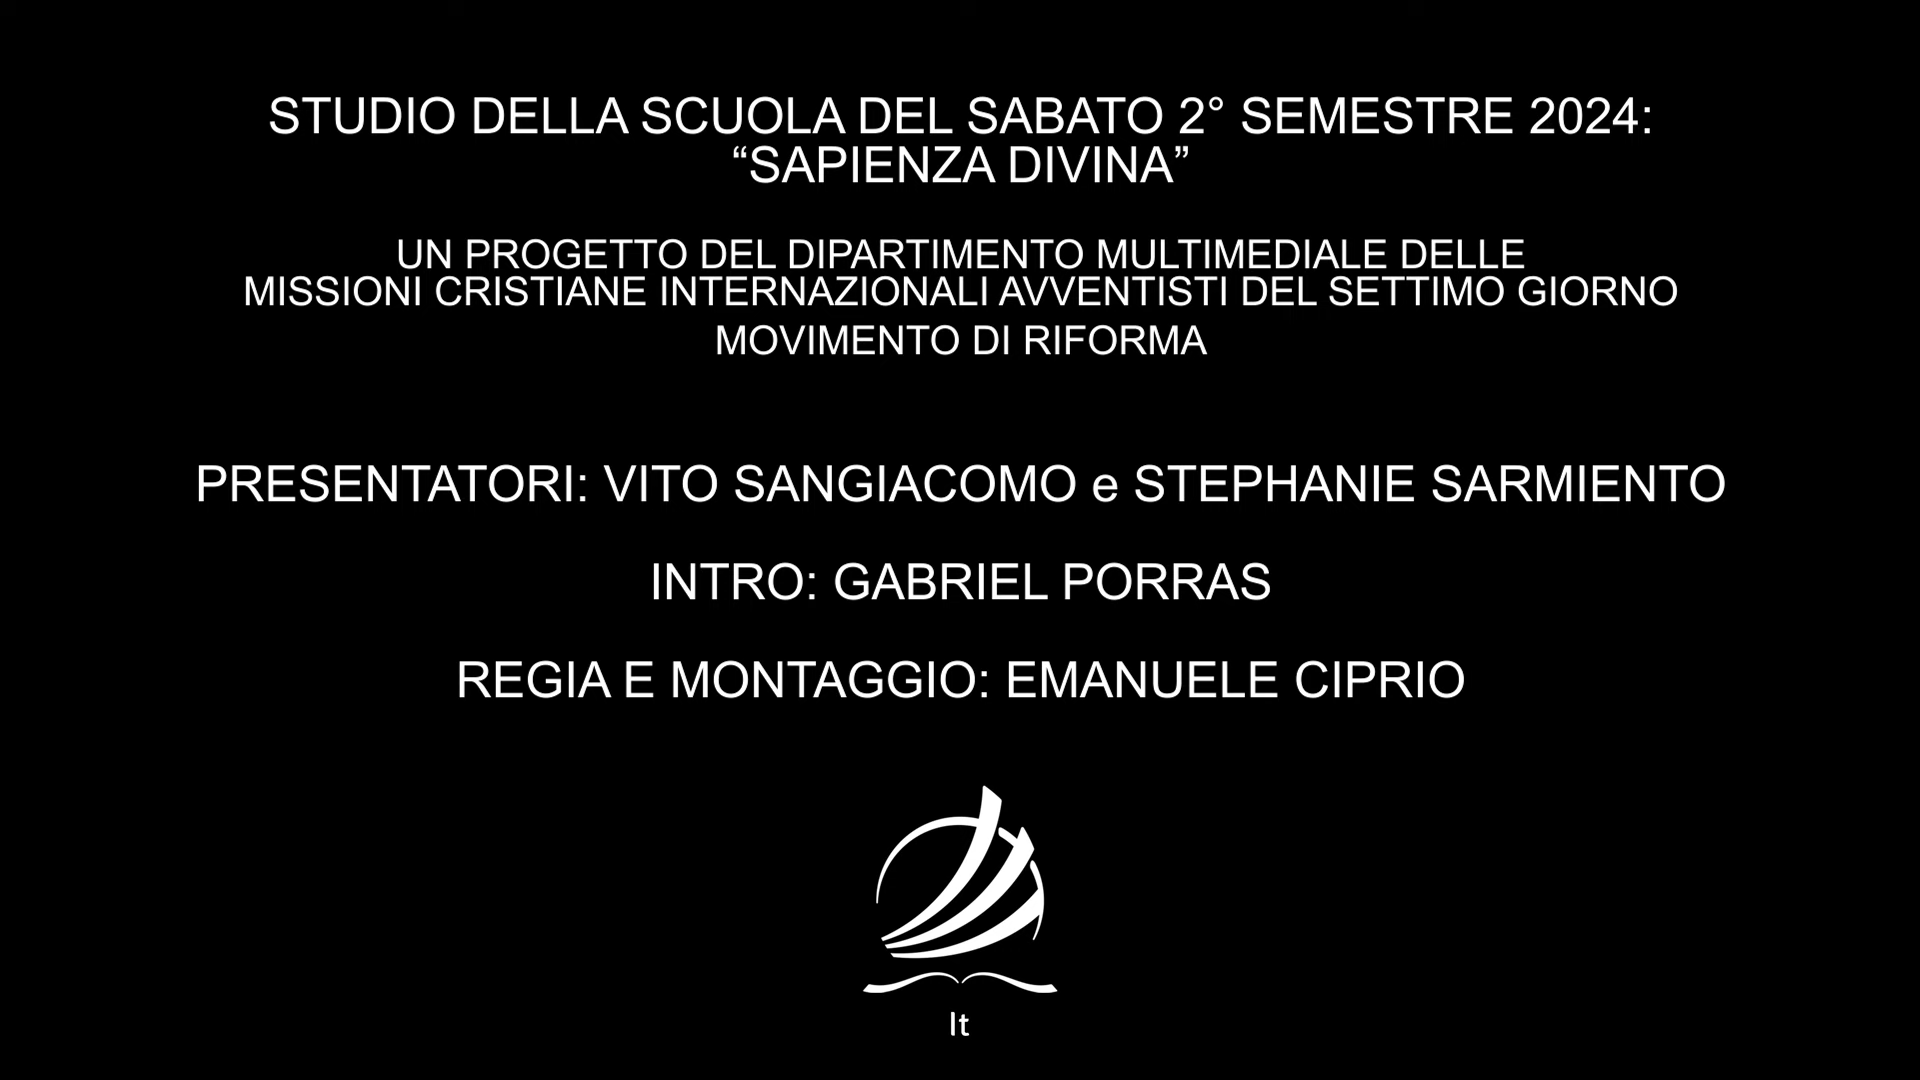 STUDIO DELLA SCUOLA DEL SABATO 2° SEMESTRE 2024:
“SAPIENZA DIVINA”
UN PROGETTO DEL DIPARTIMENTO MULTIMEDIALE DELLE
MISSIONI CRISTIANE INTERNAZIONALI AVVENTISTI DEL SETTIMO GIORNO
MOVIMENTO DI RIFORMA
PRESENTATORI: VITO SANGIACOMO e STEPHANIE SARMIENTO
INTRO: GABRIEL PORRAS
REGIA E MONTAGGIO: EMANUELE CIPRIO
It